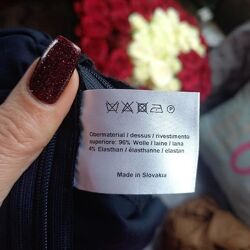 Obermaterial / dessus / rivestimento
superiore: 96% Wolle / laine / lana
4% Elasthan / élasthanne / elastan
Made in Slovakia